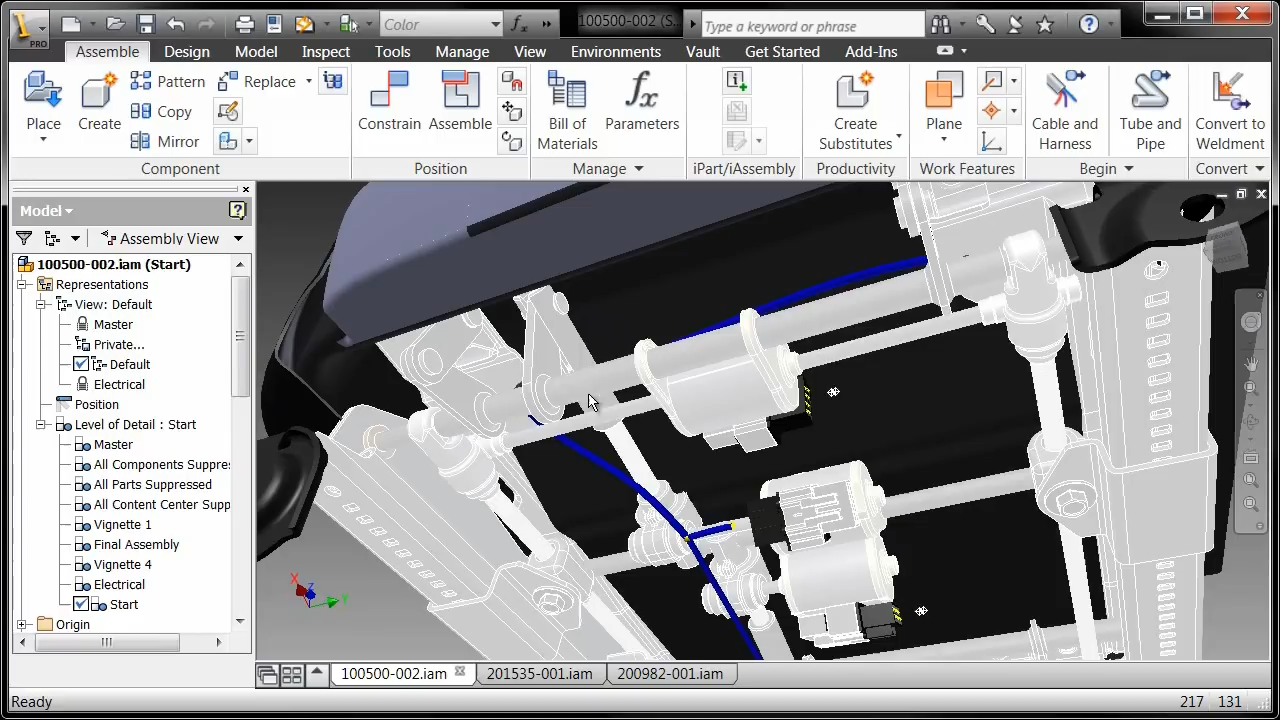 PRO
Color
100500-002 (S...
Type a keyword or phrase
Assemble Design Model Inspect Tools Manage View Environments Vault Get Started Add-Ins
Place
Create
Pattern
Copy
Mirror
Replace
Component
Constrain
Assemble
Position
Bill of Materials
fx
Parameters
Manage
iPart/iAssembly
Create Substitutes
Productivity
Plane
Work Features
Cable and Harness
Tube and Pipe
Begin
Convert to Weldment
Convert
Model
Assembly View
100500-002.iam (Start)
Representations
View: Default
Master
Private...
Default
Electrical
Position
Level of Detail : Start
Master
All Components Suppre
All Parts Suppressed
All Content Center Supp
Vignette 1
Final Assembly
Vignette 4
Electrical
Start
Origin
X
Z
Y
100500-002.iam
201535-001.iam
200982-001.iam
Ready
217 131